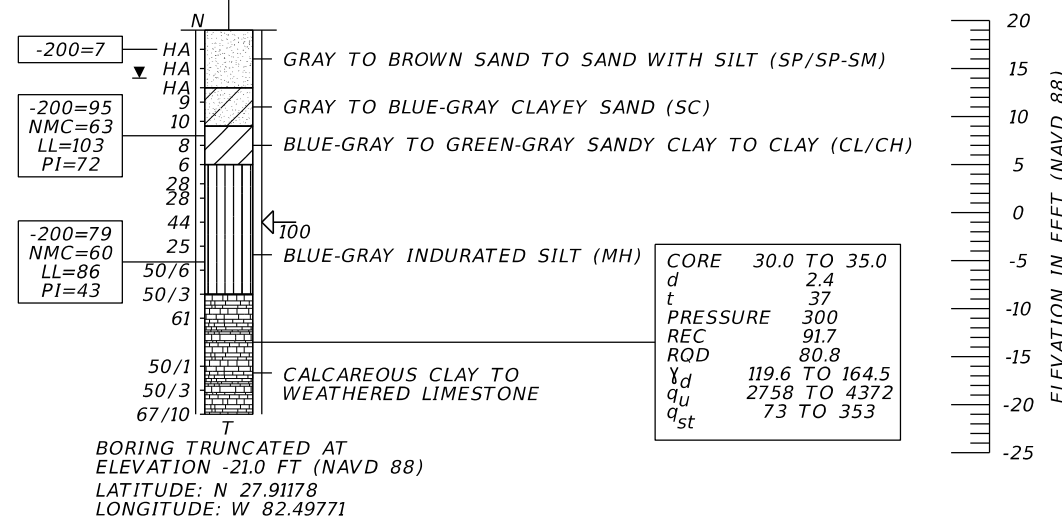 N
-200=7
HA
HA
HA
9
10
8
6
28
28
44
25
50/6
50/3
61
50/1
50/3
67/10
T
-200=95
NMC=63
LL=103
PI=72
-200=79
NMC=60
LL=86
PI=43
GRAY TO BROWN SAND TO SAND WITH SILT (SP/SP-SM)
GRAY TO BLUE-GRAY CLAYEY SAND (SC)
BLUE-GRAY TO GREEN-GRAY SANDY CLAY TO CLAY (CL/CH)
100
BLUE-GRAY INDURATED SILT (MH)
CALCAREOUS CLAY TO
WEATHERED LIMESTONE
CORE 30.0 TO 35.0
d 2.4
t 37
PRESSURE 300
REC 91.7
RQD 80.8
γd 119.6 TO 164.5
qu 2758 TO 4372
qst 73 TO 353
BORING TRUNCATED AT
ELEVATION -21.0 FT (NAVD 88)
LATITUDE: N 27.91178
LONGITUDE: W 82.49771
20
15
10
5
0
-5
-10
-15
-20
-25
ELEVATION IN FEET (NAVD 88)